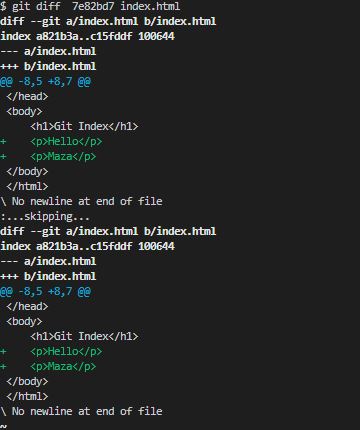 $ git diff  7e82bd7 index.html
diff --git a/index.html b/index.html
index a821b3a..c15fddf 100644
--- a/index.html
+++ b/index.html
@@ -8,5 +8,7 @@
 </head>
 <body>
     <h1>Git Index</h1>
+    <p>Hello</p>
+    <p>Maza</p>
 </body>
 </html>
\ No newline at end of file
:...skipping...
diff --git a/index.html b/index.html
index a821b3a..c15fddf 100644
--- a/index.html
+++ b/index.html
@@ -8,5 +8,7 @@
 </head>
 <body>
     <h1>Git Index</h1>
+    <p>Hello</p>
+    <p>Maza</p>
 </body>
 </html>
\ No newline at end of file
~